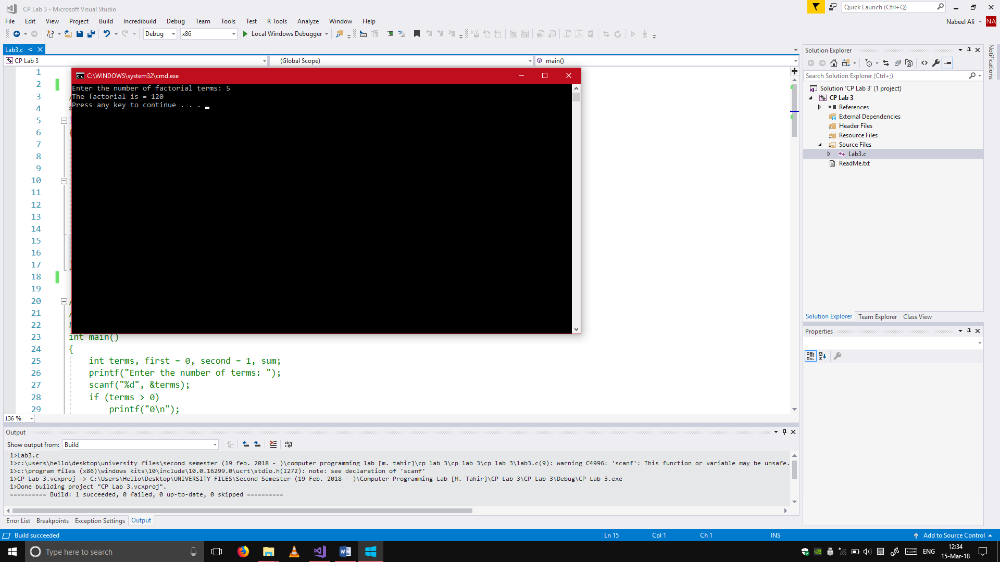 CP Lab 3 - Microsoft Visual Studio
Quick Launch (Ctrl+Q)
File Edit View Project Build Incredibuild Debug Team Tools Test R Tools Analyze Window Help
Nabeel Ali NA
Debug x86 Local Windows Debugger
Lab3.c
CP Lab 3 (Global Scope) main()
C:\WINDOWS\system32\cmd.exe
Enter the number of factorial terms: 5
The factorial is = 120
Press any key to continue . . .
1
2
3 /
4 #
5 i
6 {
7
8
9
10
11
12
13
14
15
16
17 }
18
19
20 /
21 /
22 #
23 int main()
24 {
25 int terms, first = 0, second = 1, sum;
26 printf("Enter the number of terms: ");
27 scanf("%d", &terms);
28 if (terms > 0)
29 printf("0\n");
136 %
Solution Explorer
Search Solution Explorer (Ctrl+;)
Solution 'CP Lab 3' (1 project)
CP Lab 3
References
External Dependencies
Header Files
Resource Files
Source Files
Lab3.c
ReadMe.txt
Solution Explorer Team Explorer Class View
Properties
Notifications
Output
Show output from: Build
1>Lab3.c
1>c:\users\hello\desktop\university files\second semester (19 feb. 2018 - )\computer programming lab [m. tahir]\cp lab 3\cp lab 3\cp lab 3\lab3.c(9): warning C4996: 'scanf': This function or variable may be unsafe.
1>c:\program files (x86)\windows kits\10\include\10.0.16299.0\ucrt\stdio.h(1272): note: see declaration of 'scanf'
1>CP Lab 3.vcxproj -> C:\Users\Hello\Desktop\UNIVERSITY FILES\Second Semester (19 Feb. 2018 - )\Computer Programming Lab [M. Tahir]\CP Lab 3\CP Lab 3\Debug\CP Lab 3.exe
1>Done building project "CP Lab 3.vcxproj".
========== Build: 1 succeeded, 0 failed, 0 up-to-date, 0 skipped ==========
Error List Breakpoints Exception Settings Output
Build succeeded Ln 15 Col 1 Ch 1 INS Add to Source Control
Type here to search
ENG
12:34
15-Mar-18